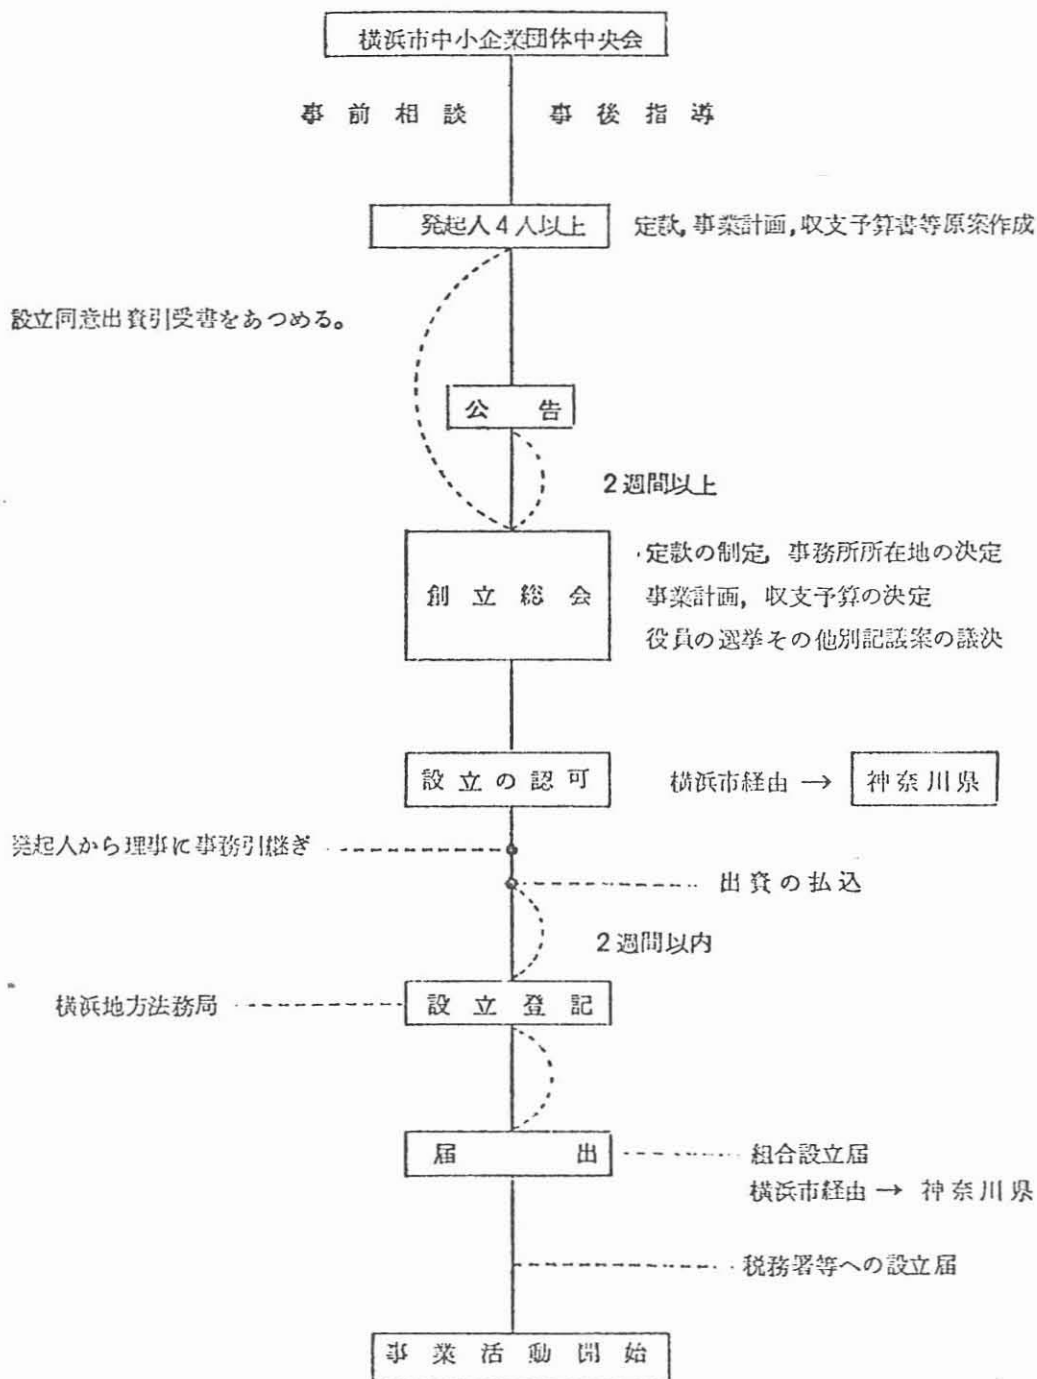 横浜市中小企業団体中央会
事前相談 事後指導
発起人4人以上 定款,事業計画,収支予算書等原案作成
設立同意出資引受書をあつめる。
公告
2週間以上
創立総会
定款の制定,事務所所在地の決定
事業計画,収支予算の決定
役員の選挙その他別記議案の議決
設立の認可 横浜市経由→神奈川県
発起人から理事に事務引継ぎ
出資の払込
2週間以内
横浜地方法務局 設立登記
届出 組合設立届
横浜市経由→神奈川県
税務署等への設立届
事業活動開始